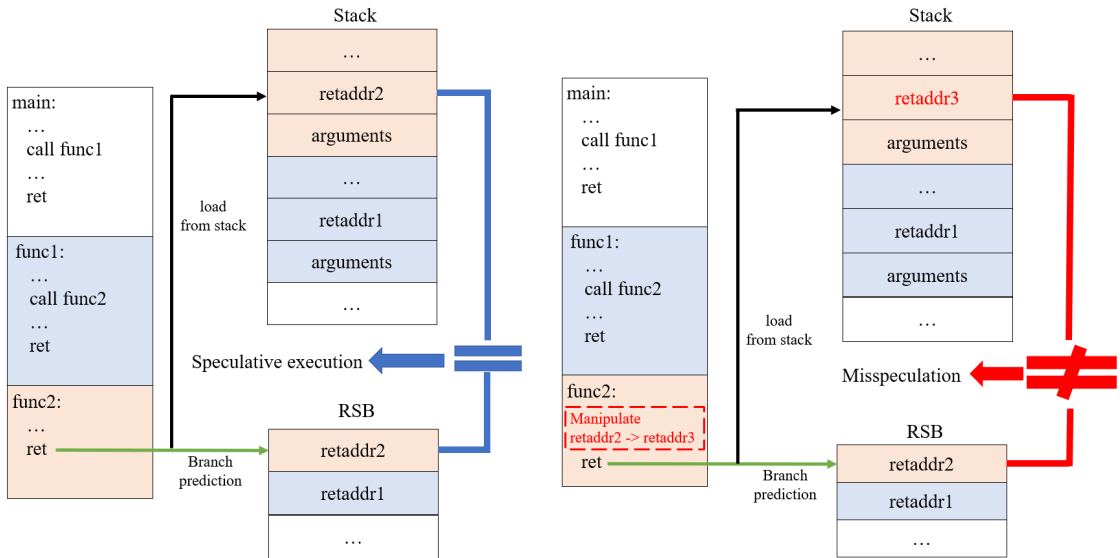 Stack
…
retaddr2
arguments
…
retaddr1
arguments
…
main:
…
call func1
…
ret
func1:
…
call func2
…
ret
func2:
…
ret
load
from stack
Speculative execution
Branch
prediction
RSB
retaddr2
retaddr1
…
Stack
…
retaddr3
arguments
…
retaddr1
arguments
…
main:
…
call func1
…
ret
func1:
…
call func2
…
ret
func2:
Manipulate
retaddr2 -> retaddr3
ret
load
from stack
Misspeculation
Branch
prediction
RSB
retaddr2
retaddr1
…